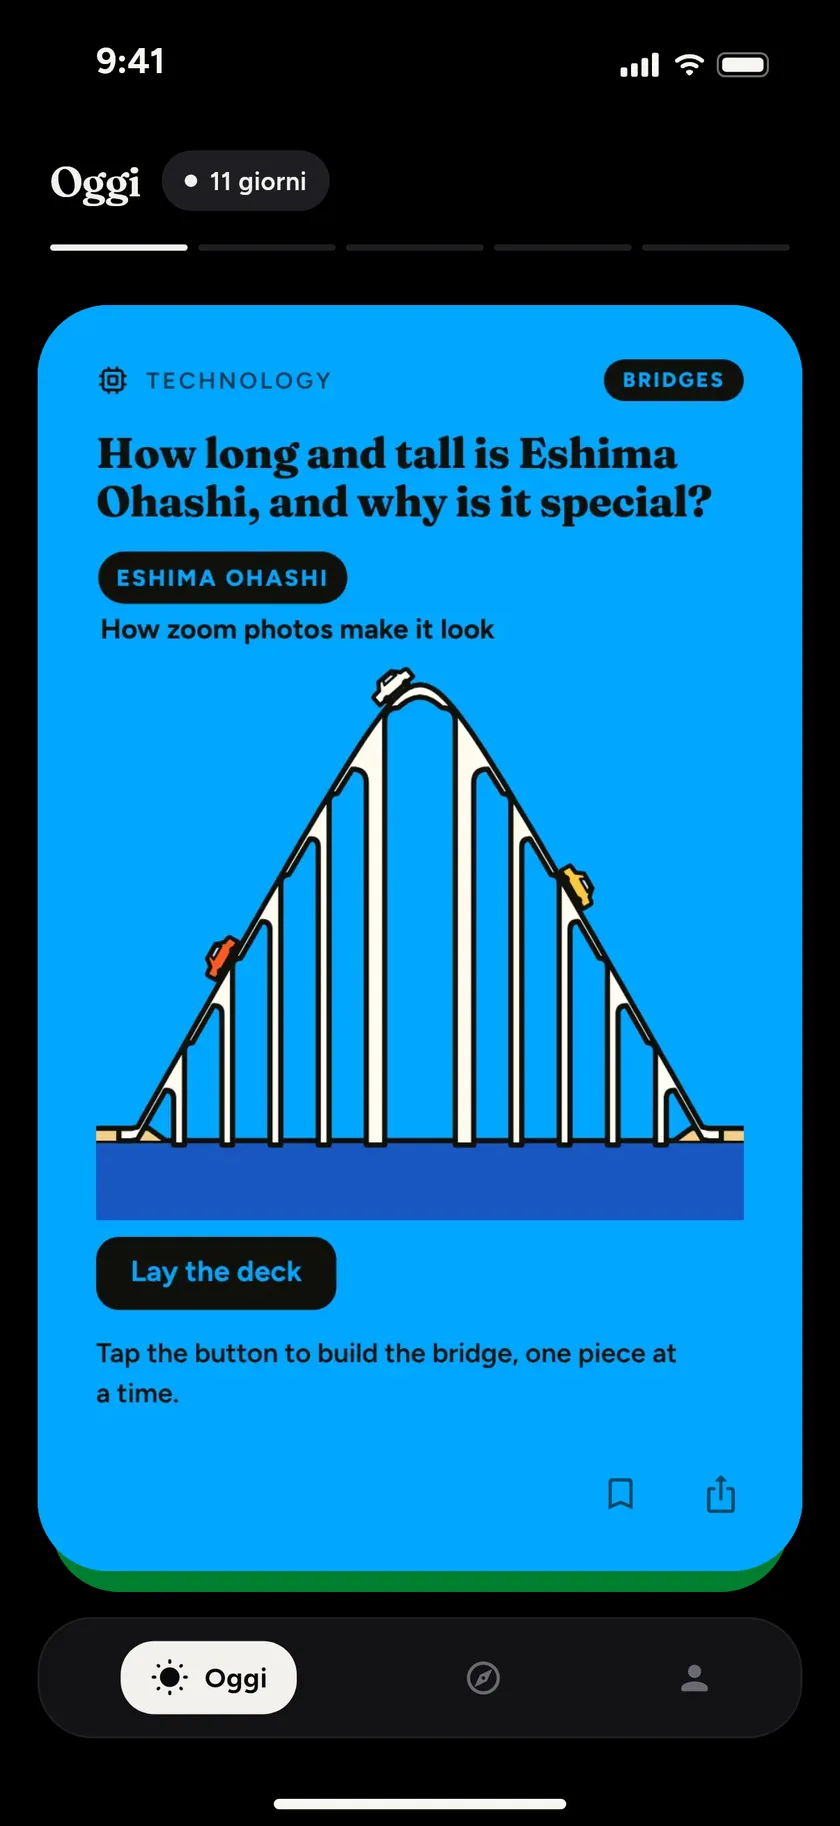 9:41
Oggi
11 giorni
TECHNOLOGY
BRIDGES
How long and tall is Eshima
Ohashi, and why is it special?
ESHIMA OHASHI
How zoom photos make it look
Lay the deck
Tap the button to build the bridge, one piece at
a time.
Oggi